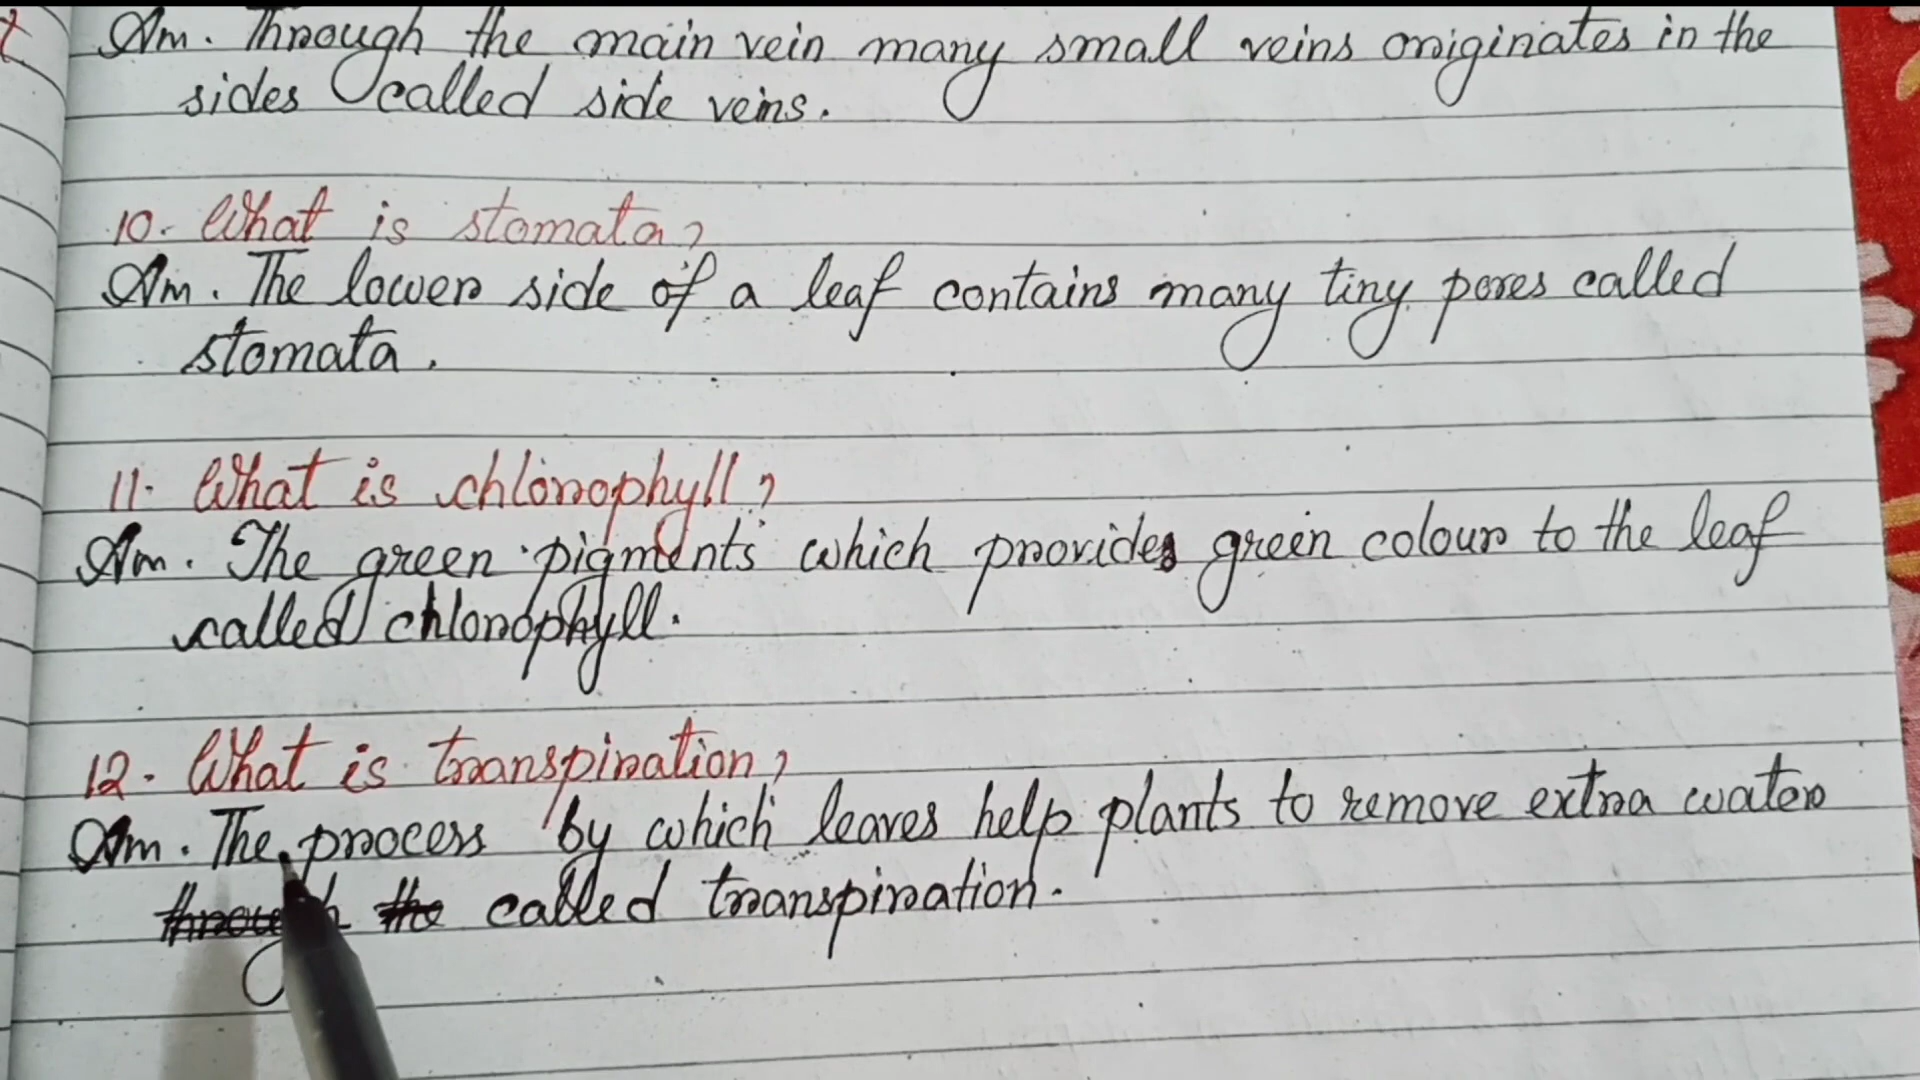 Ans. Through the main vein many small veins originates in the
sides called side veins.
10. What is stomata?
Ans. The lower side of a leaf contains many tiny pores called
stomata.
11. What is chlorophyll?
Ans. The green pigments which provides green colour to the leaf
called chlorophyll.
12. What is transpiration?
Ans. The process by which leaves help plants to remove extra water
through the called transpiration.